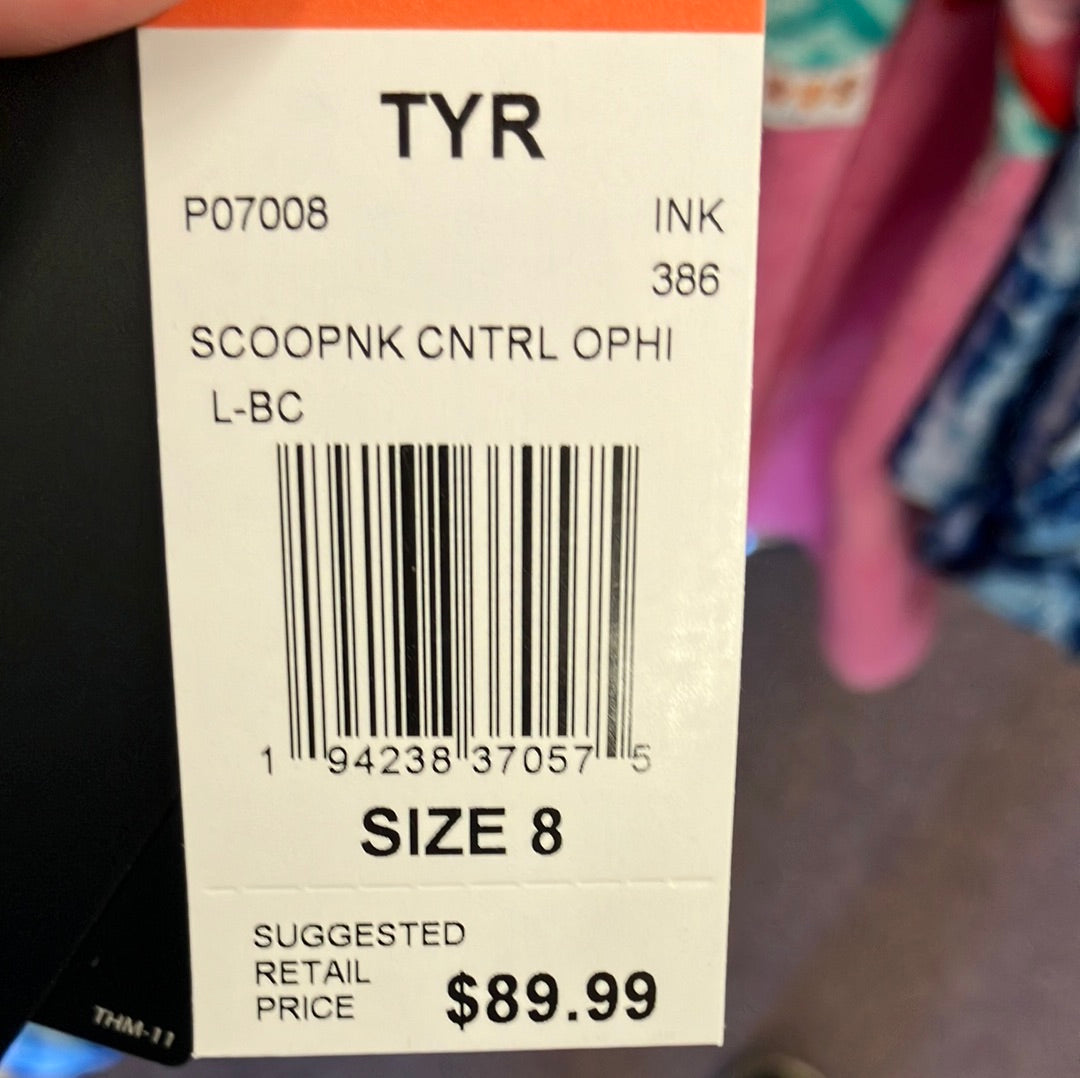 TYR
P07008 INK
386
SCOOPNK CNTRL OPHI
L-BC
1 94238 37057 5
SIZE 8
SUGGESTED
RETAIL
PRICE $89.99
THM-11